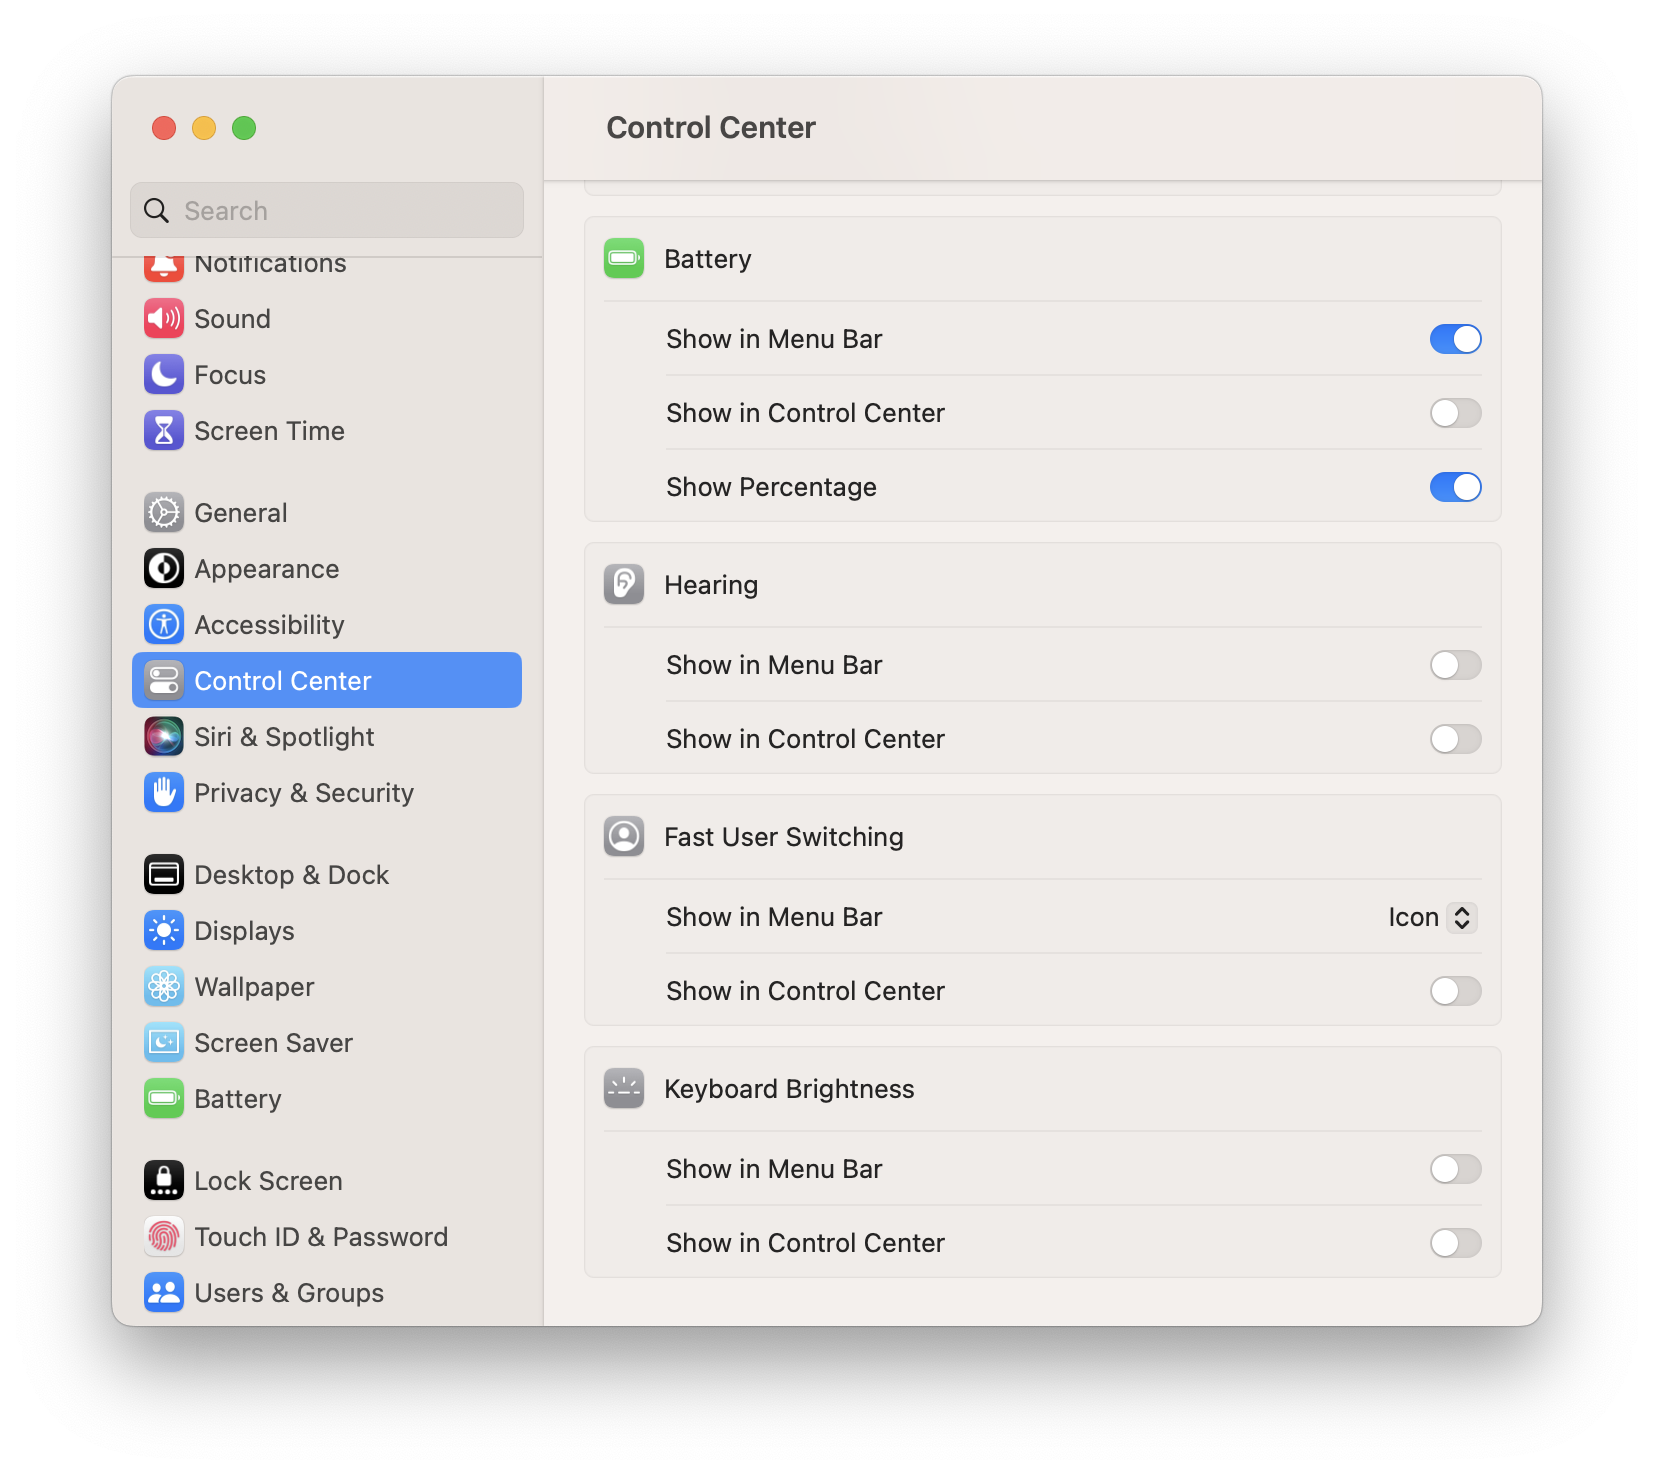 Control Center
Search
Notifications
Sound
Focus
Screen Time
General
Appearance
Accessibility
Control Center
Siri & Spotlight
Privacy & Security
Desktop & Dock
Displays
Wallpaper
Screen Saver
Battery
Lock Screen
Touch ID & Password
Users & Groups
Battery
Show in Menu Bar
Show in Control Center
Show Percentage
Hearing
Show in Menu Bar
Show in Control Center
Fast User Switching
Show in Menu Bar Icon
Show in Control Center
Keyboard Brightness
Show in Menu Bar
Show in Control Center